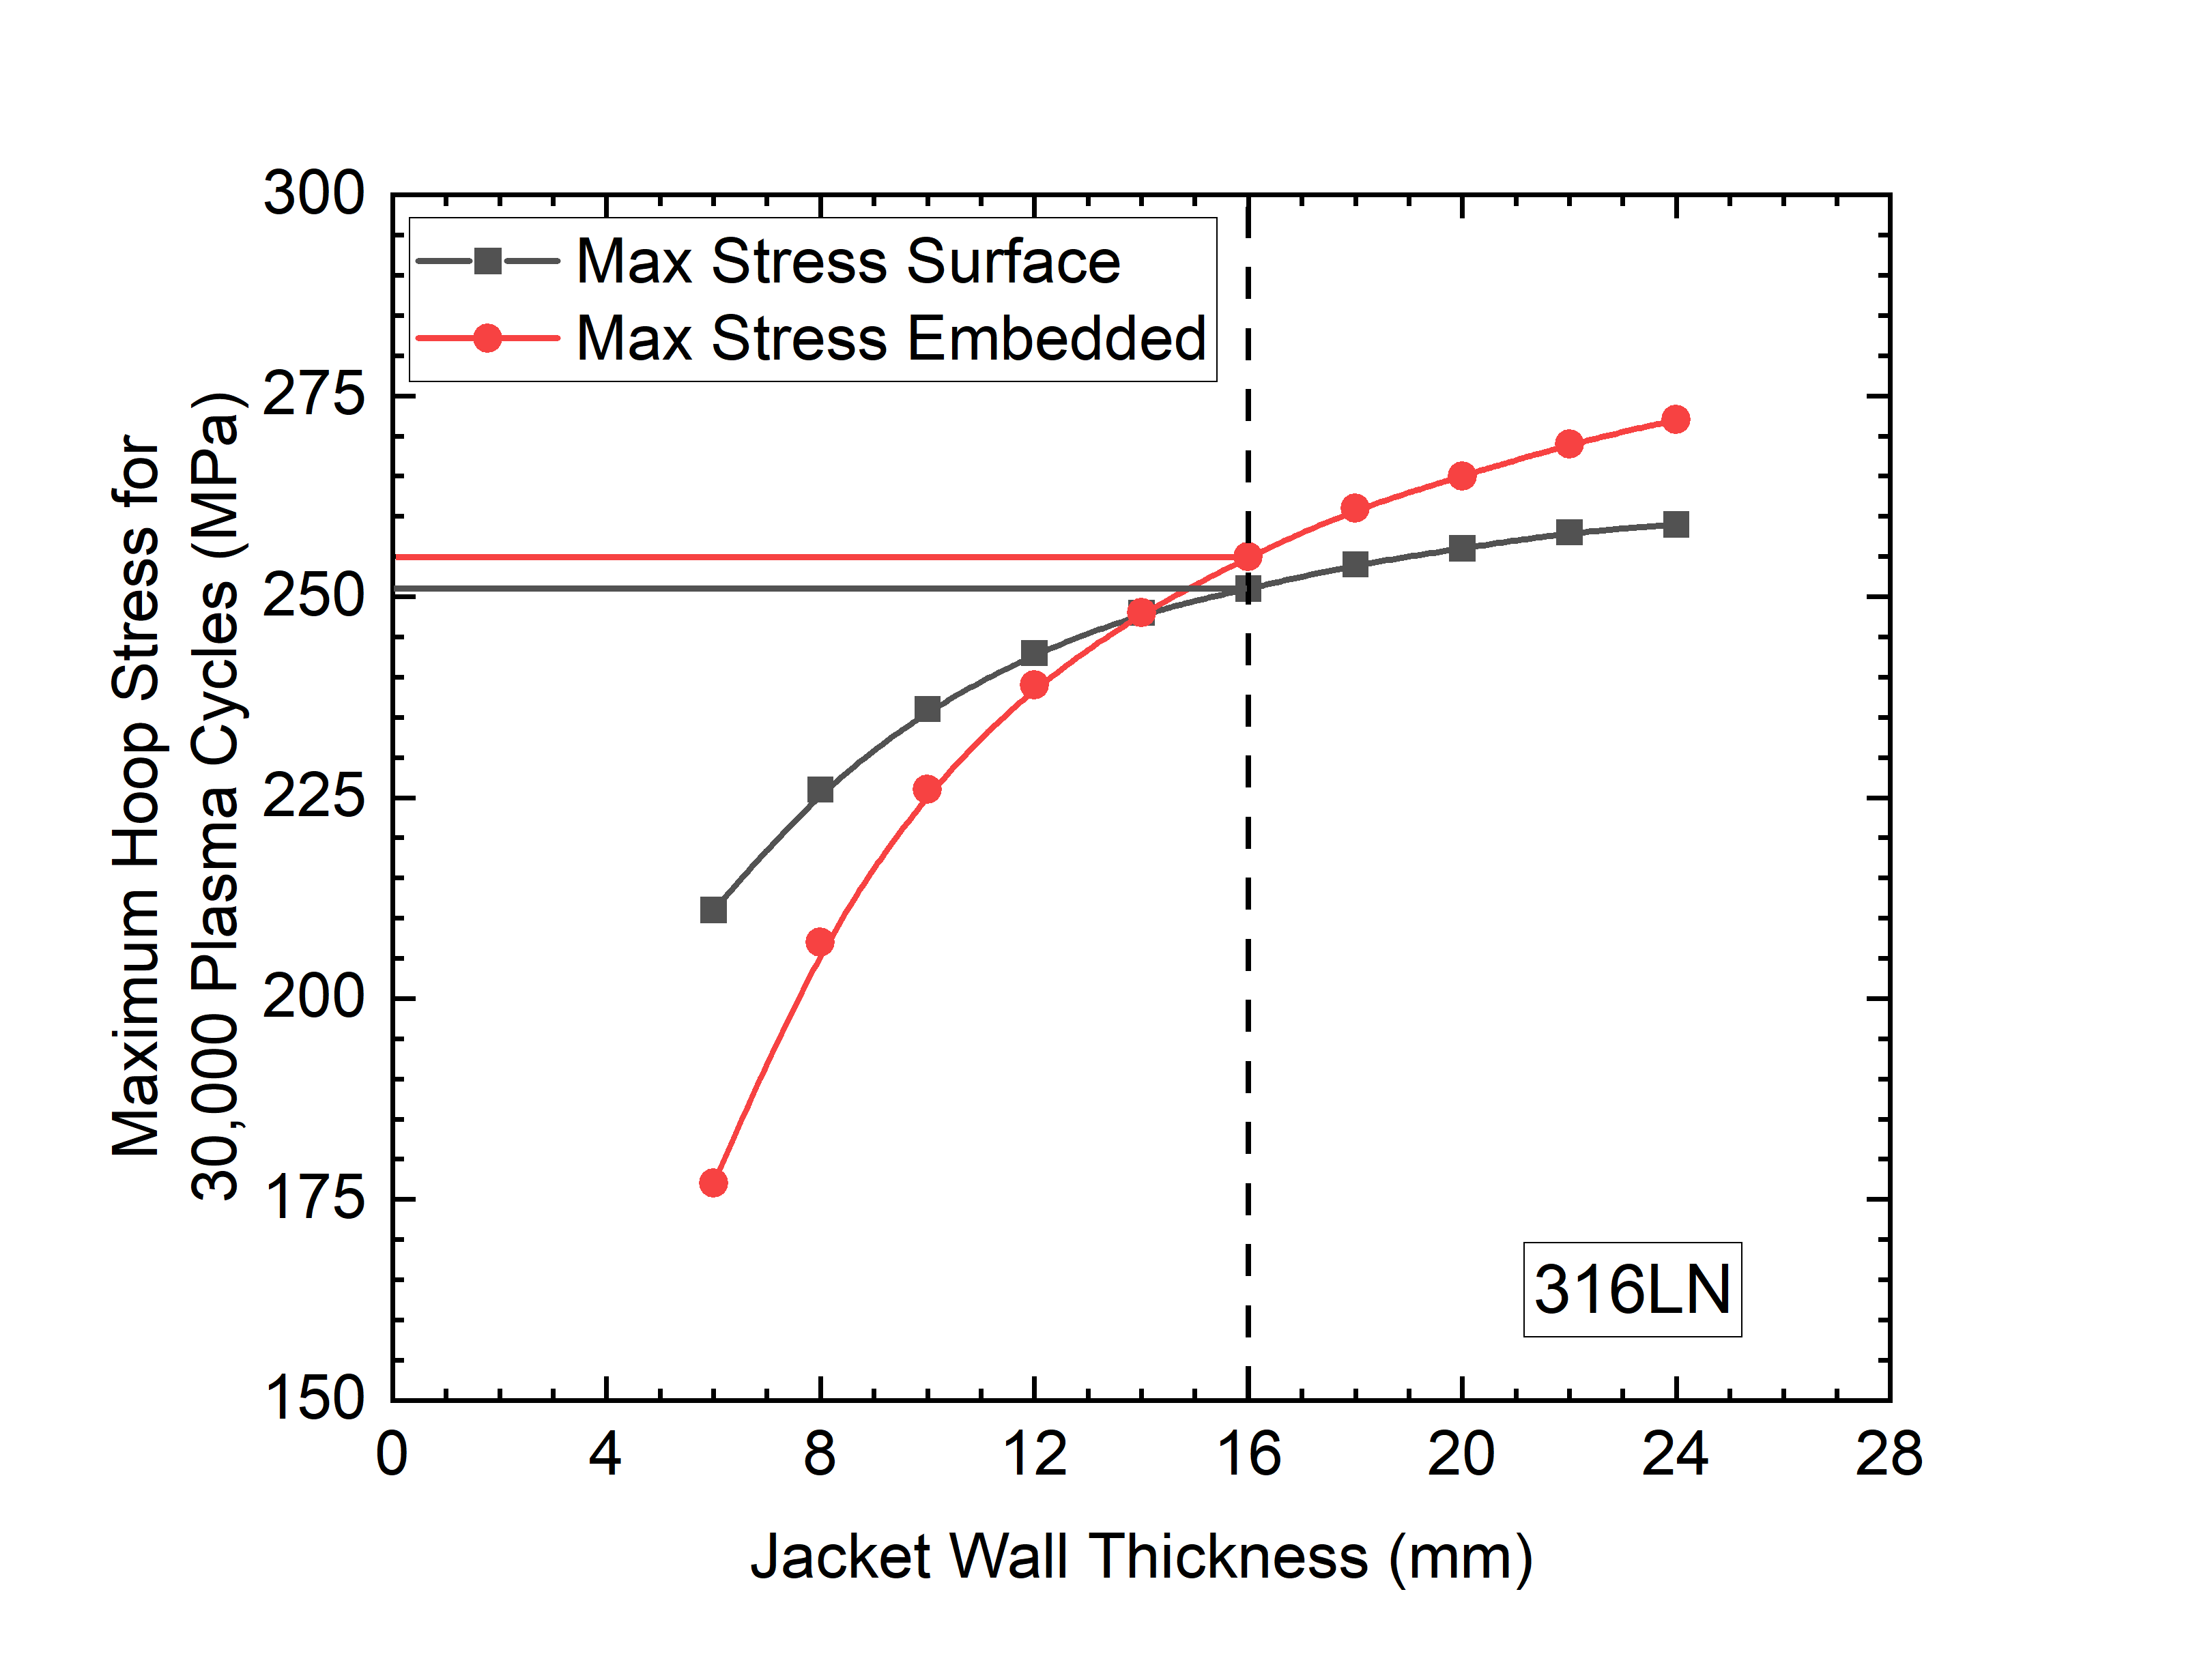 300
275
250
225
200
175
150
Maximum Hoop Stress for
30,000 Plasma Cycles (MPa)
Max Stress Surface
Max Stress Embedded
316LN
0 4 8 12 16 20 24 28
Jacket Wall Thickness (mm)